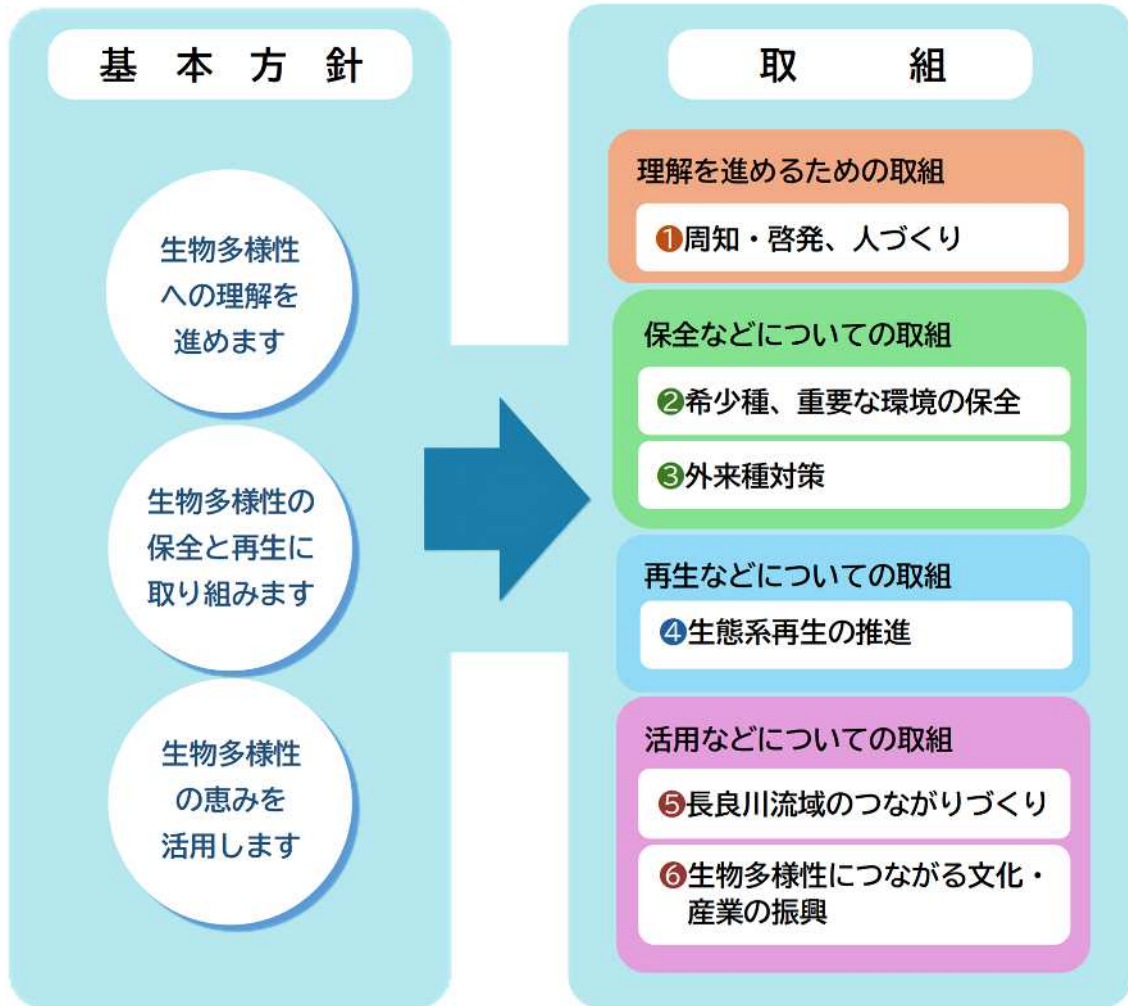 基本方針
生物多様性
への理解を
進めます
生物多様性の
保全と再生に
取り組みます
生物多様性
の恵みを
活用します
取組
理解を進めるための取組
❶周知・啓発、人づくり
保全などについての取組
❷希少種、重要な環境の保全
❸外来種対策
再生などについての取組
❹生態系再生の推進
活用などについての取組
❺長良川流域のつながりづくり
❻生物多様性につながる文化・
産業の振興